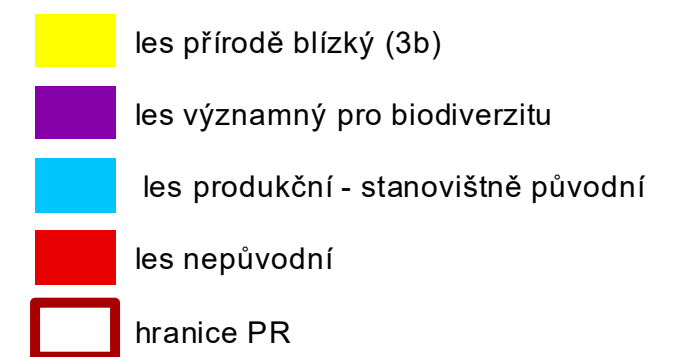 les přírodě blízký (3b)
les významný pro biodiverzitu
les produkční - stanovištně původní
les nepůvodní
hranice PR